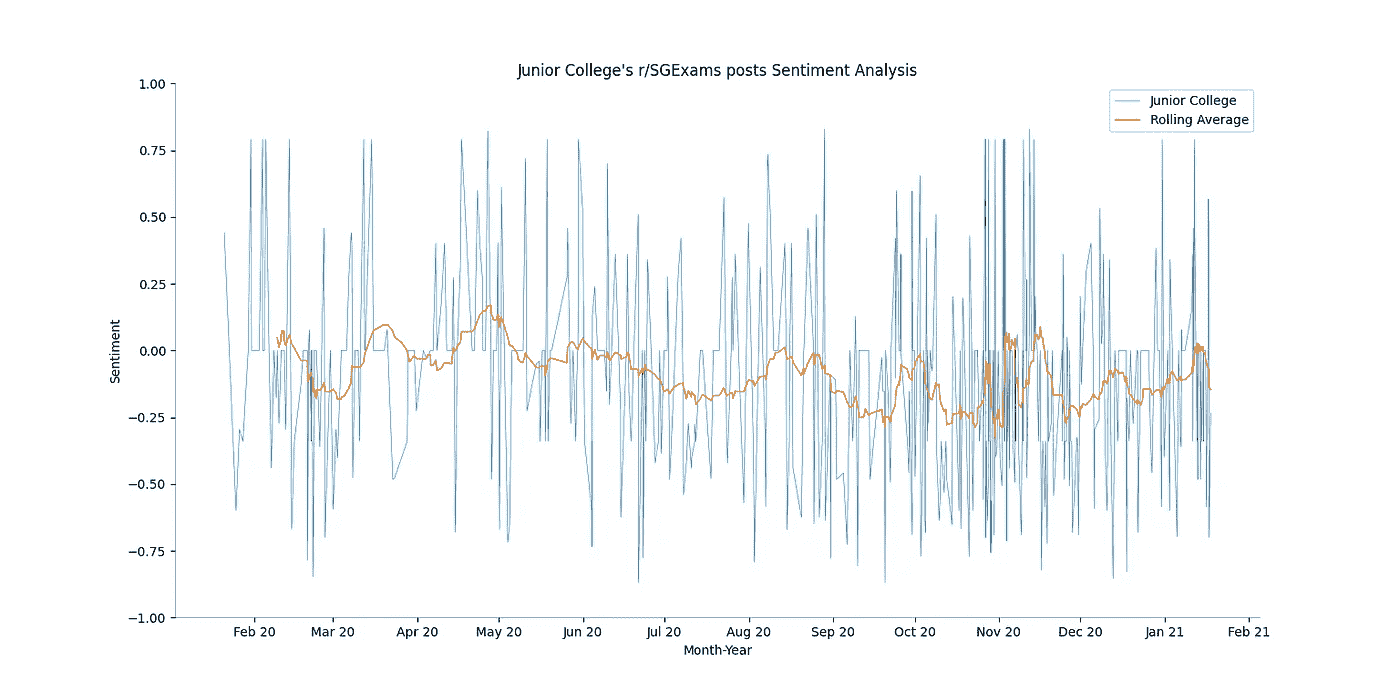 Junior College's r/SGExams posts Sentiment Analysis
Junior College
Rolling Average
1.00
0.75
0.50
0.25
0.00
−0.25
−0.50
−0.75
−1.00
Sentiment
Feb 20 Mar 20 Apr 20 May 20 Jun 20 Jul 20 Aug 20 Sep 20 Oct 20 Nov 20 Dec 20 Jan 21 Feb 21
Month-Year